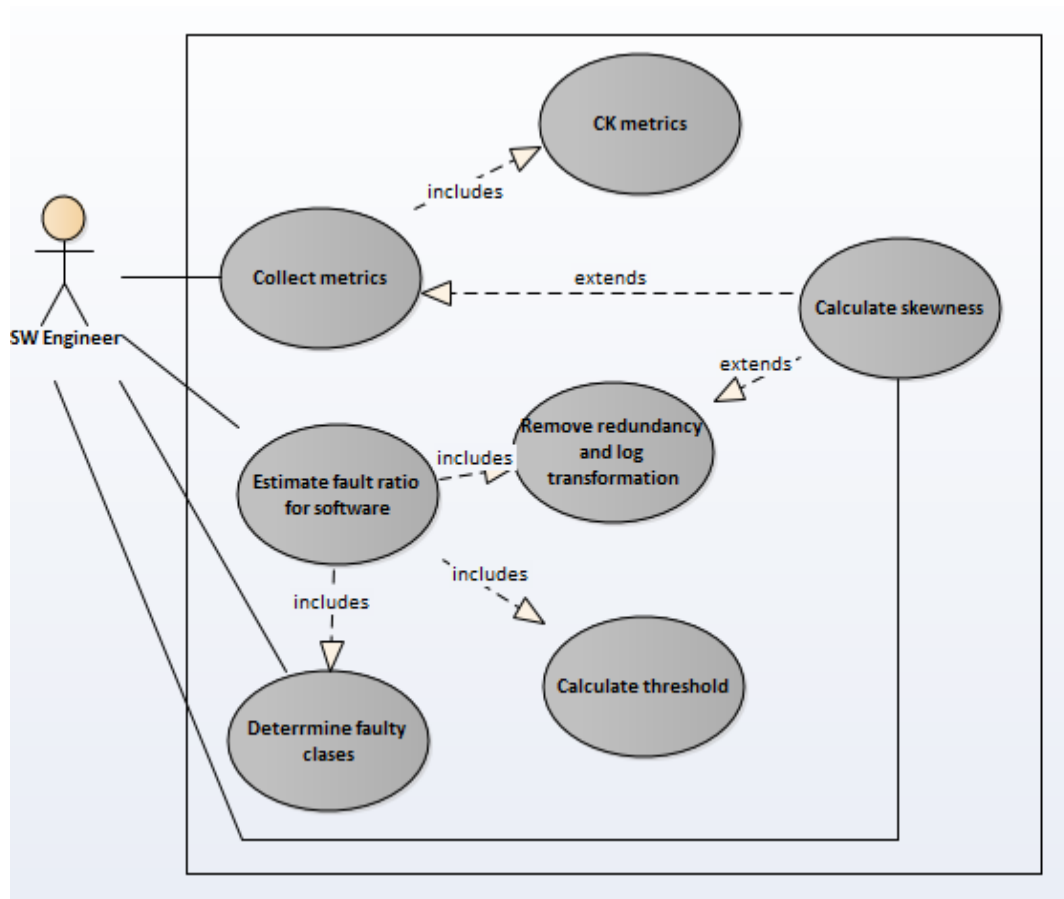 CK metrics
includes
Collect metrics
extends
Calculate skewness
SW Engineer
extends
Remove redundancy
and log
transformation
includes
Estimate fault ratio
for software
includes
includes
Calculate threshold
Deterrmine faulty
clases